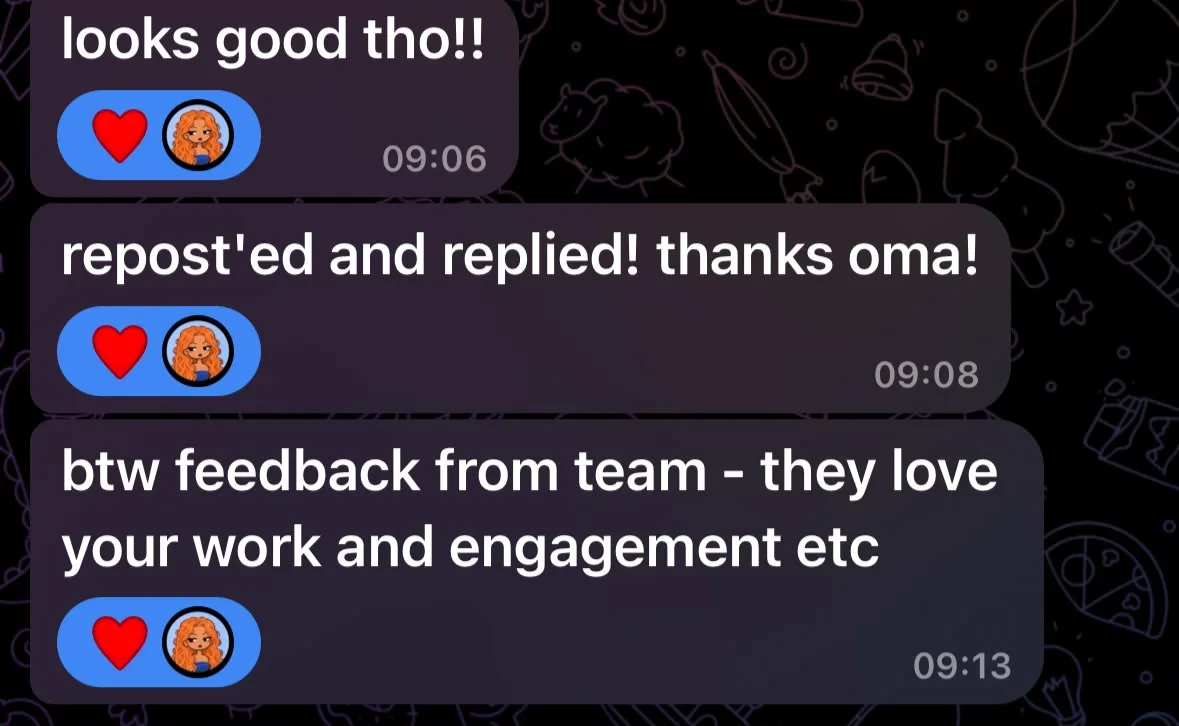 looks good tho!!
09:06
repost'ed and replied! thanks oma!
09:08
btw feedback from team - they love
your work and engagement etc
09:13